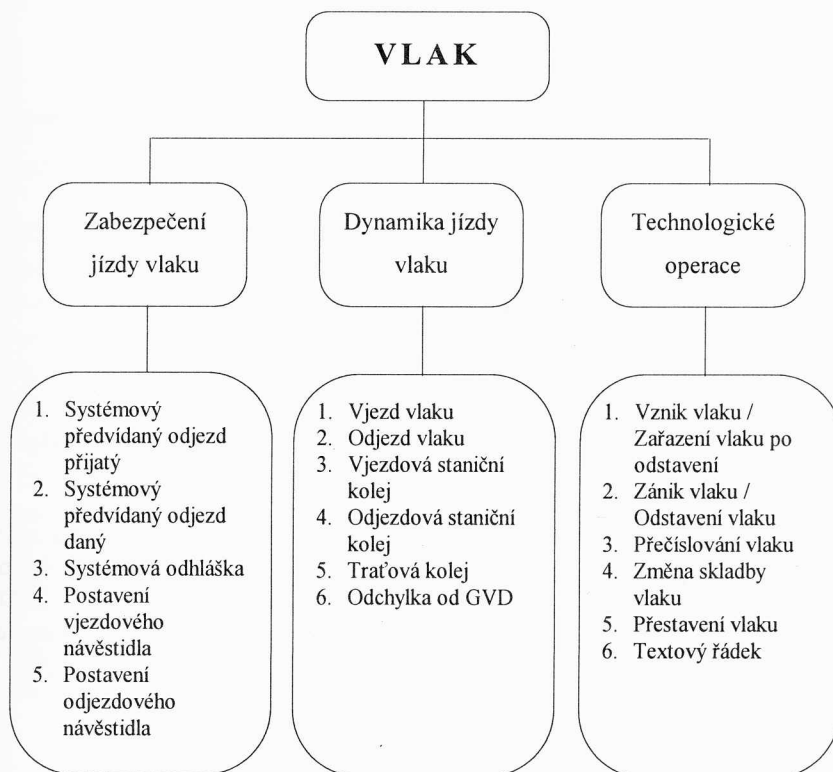 VLAK
Zabezpečení
jízdy vlaku
Dynamika jízdy
vlaku
Technologické
operace
1. Systémový
předvídaný odjezd
přijatý
2. Systémový
předvídaný odjezd
daný
3. Systémová odhláška
4. Postavení
vjezdového
návěstidla
5. Postavení
odjezdového
návěstidla
1. Vjezd vlaku
2. Odjezd vlaku
3. Vjezdová staniční
kolej
4. Odjezdová staniční
kolej
5. Traťová kolej
6. Odchylka od GVD
1. Vznik vlaku /
Zařazení vlaku po
odstavení
2. Zánik vlaku /
Odstavení vlaku
3. Přečíslování vlaku
4. Změna skladby
vlaku
5. Přestavení vlaku
6. Textový řádek